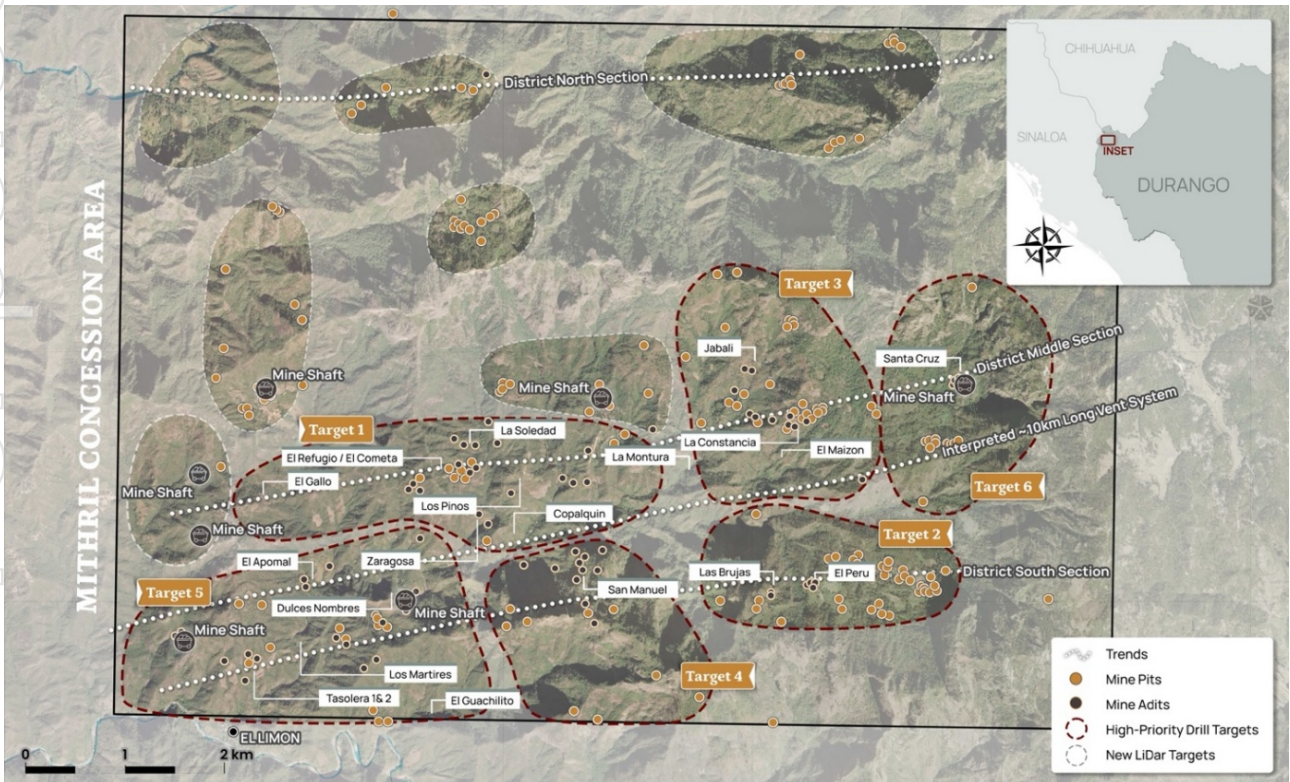 MITHRIL CONCESSION AREA
District North Section
CHIHUAHUA
SINALOA
INSET
DURANGO
Target 3
Jabali
Santa Cruz
District Middle Section
Mine Shaft
Mine Shaft
Mine Shaft
Interpreted ~10km Long Vent System
Target 1
La Soledad
La Constancia
El Maizon
El Refugio / El Cometa
La Montura
El Gallo
Mine Shaft
Target 6
Los Pinos
Copalquin
Mine Shaft
Target 2
El Apomal
Zaragosa
Las Brujas
El Peru
District South Section
Target 5
San Manuel
Dulces Nombres
Mine Shaft
Mine Shaft
Los Martires
Target 4
Tasolera 1& 2
El Guachilito
EL LIMON
0 1 2 km
Trends
Mine Pits
Mine Adits
High-Priority Drill Targets
New LiDar Targets